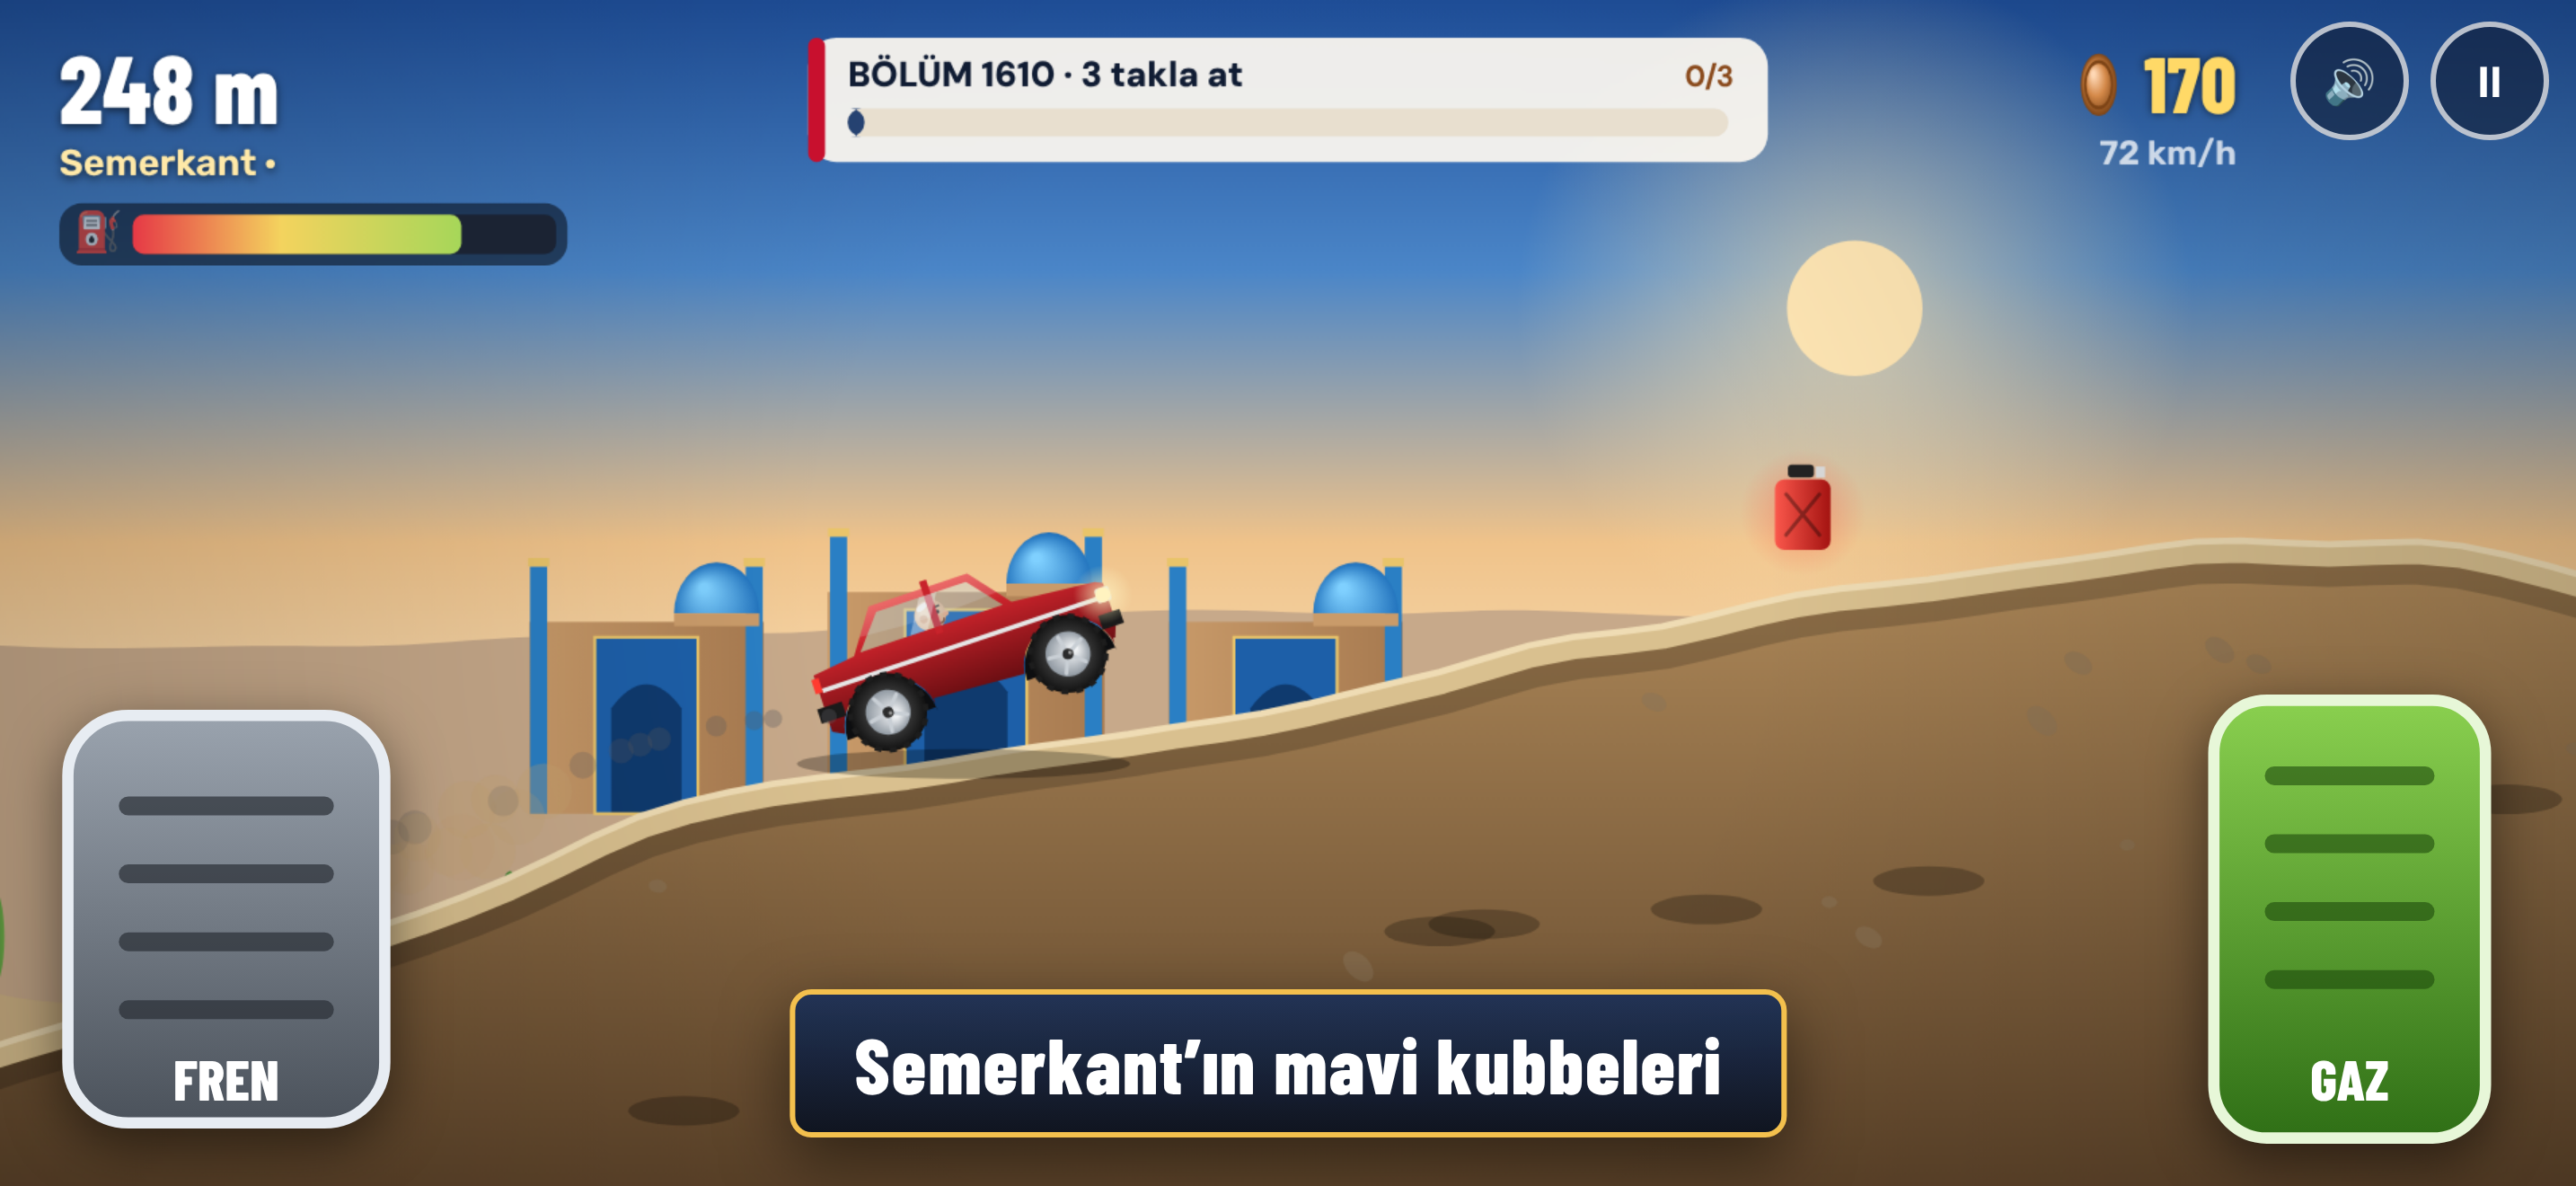 248 m
Semerkant •
BÖLÜM 1610 · 3 takla at
0/3
170
72 km/h
FREN
Semerkant’ın mavi kubbeleri
GAZ